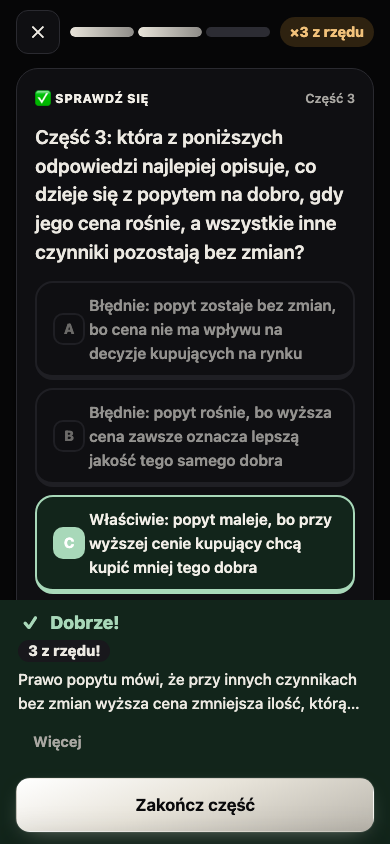 ×3 z rzędu
✅ SPRAWDŹ SIĘ
Część 3
Część 3: która z poniższych
odpowiedzi najlepiej opisuje, co
dzieje się z popytem na dobro, gdy
jego cena rośnie, a wszystkie inne
czynniki pozostają bez zmian?
A
Błędnie: popyt zostaje bez zmian,
bo cena nie ma wpływu na
decyzje kupujących na rynku
B
Błędnie: popyt rośnie, bo wyższa
cena zawsze oznacza lepszą
jakość tego samego dobra
C
Właściwie: popyt maleje, bo przy
wyższej cenie kupujący chcą
kupić mniej tego dobra
Dobrze!
3 z rzędu!
Prawo popytu mówi, że przy innych czynnikach
bez zmian wyższa cena zmniejsza ilość, którą...
Więcej
Zakończ część